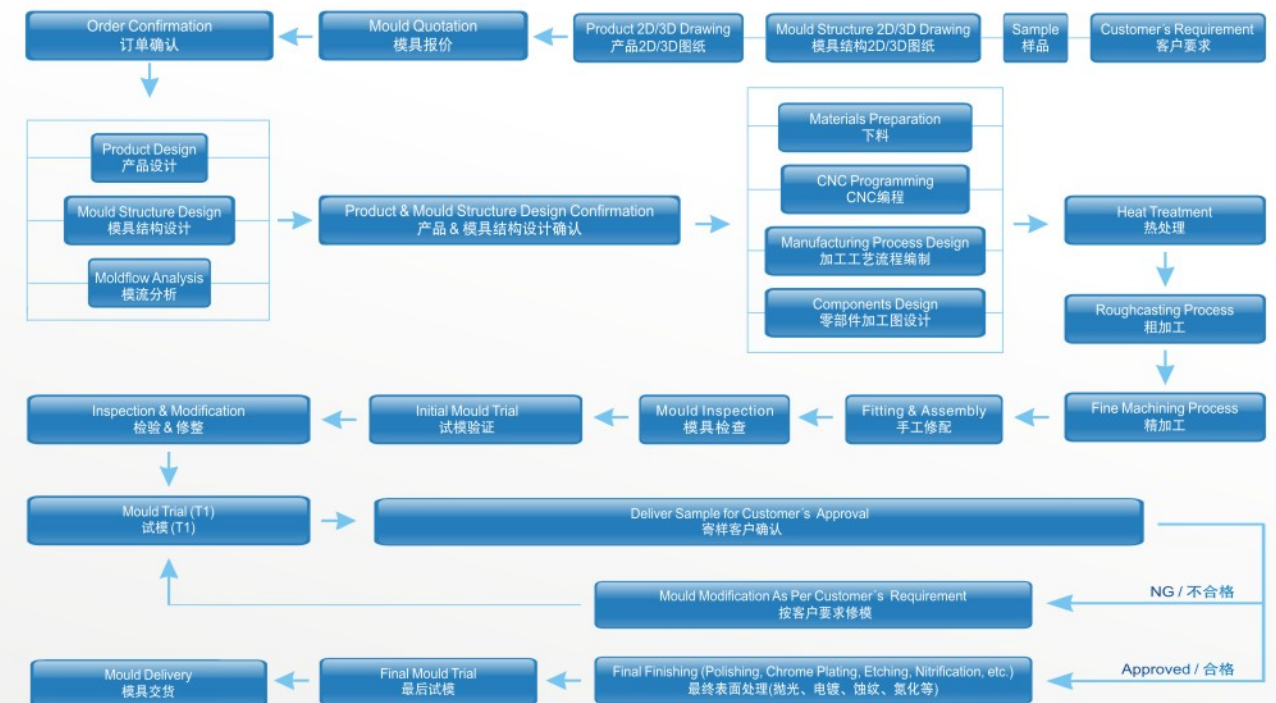 Order Confirmation
订单确认
Mould Quotation
模具报价
Product 2D/3D Drawing
产品2D/3D图纸
Mould Structure 2D/3D Drawing
模具结构2D/3D图纸
Sample
样品
Customer´s Requirement
客户要求
Product Design
产品设计
Mould Structure Design
模具结构设计
Moldflow Analysis
模流分析
Product & Mould Structure Design Confirmation
产品 & 模具结构设计确认
Materials Preparation
下料
CNC Programming
CNC编程
Manufacturing Process Design
加工工艺流程编制
Components Design
零部件加工图设计
Heat Treatment
热处理
Roughcasting Process
粗加工
Fine Machining Process
精加工
Fitting & Assembly
手工修配
Mould Inspection
模具检查
Initial Mould Trial
试模验证
Inspection & Modification
检验 & 修整
Mould Trial (T1)
试模 (T1)
Deliver Sample for Customer´s Approval
寄样客户确认
NG / 不合格
Mould Modification As Per Customer´s Requirement
按客户要求修模
Approved / 合格
Final Finishing (Polishing, Chrome Plating, Etching, Nitrification, etc.)
最终表面处理(抛光、电镀、蚀纹、氮化等)
Final Mould Trial
最后试模
Mould Delivery
模具交货